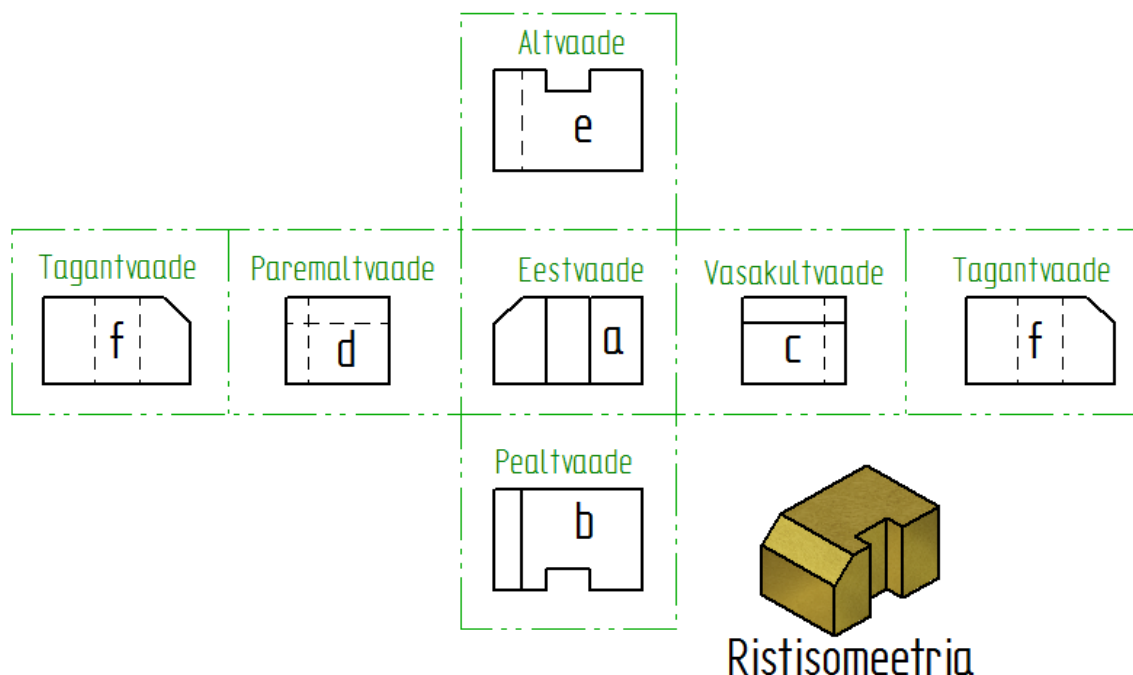 Altvaade
e
Tagantvaade Paremaltvaade Eestvaade Vasakultvaade Tagantvaade
f d a c f
Pealtvaade
b
Ristisomeetria